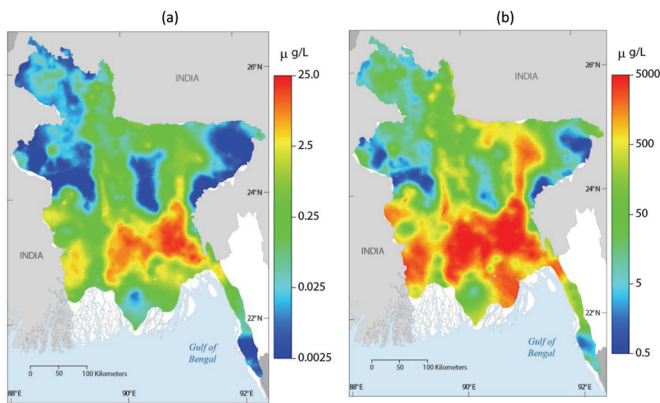 (a)
(b)
μ g/L
25.0
2.5
0.25
0.025
0.0025
INDIA
INDIA
26°N
24°N
22°N
Gulf of
Bengal
0 50 100 Kilometers
88°E
90°E
92°E
μ g/L
5000
500
50
5
0.5
INDIA
INDIA
26°N
24°N
22°N
Gulf of
Bengal
0 50 100 Kilometers
88°E
90°E
92°E